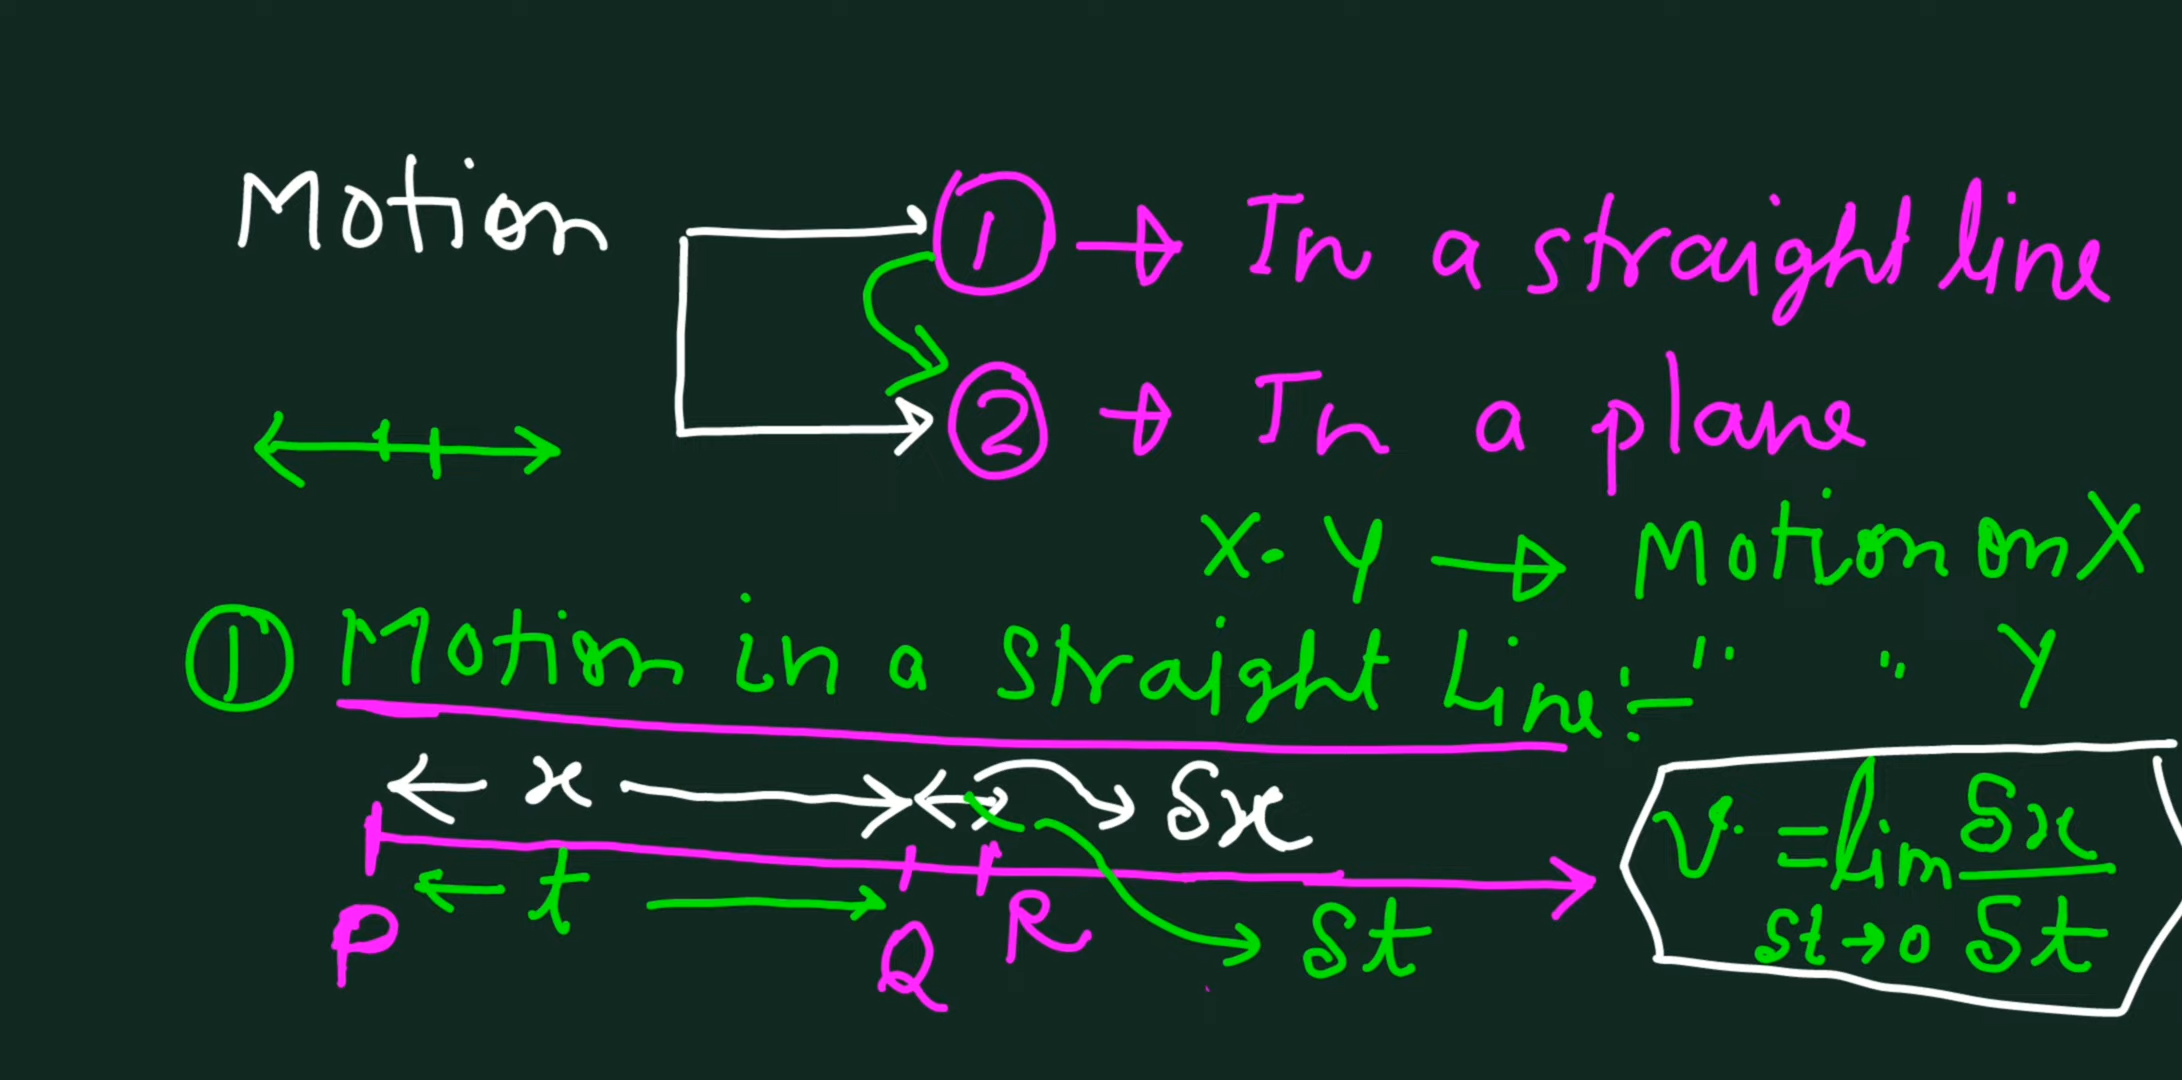 Motion ① → In a straight line
② → In a plane
X-Y → Motion on X
① Motion in a straight Line:- " " Y
x δx
t
P Q R δt
v = lim δx
δt→0 δt